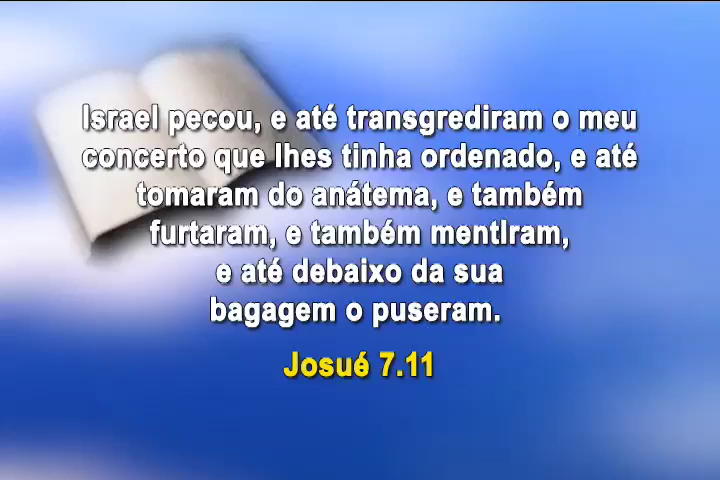 Israel pecou, e até transgrediram o meu
concerto que lhes tinha ordenado, e até
tomaram do anátema, e também
furtaram, e também mentIram,
e até debaixo da sua
bagagem o puseram.
Josué 7.11